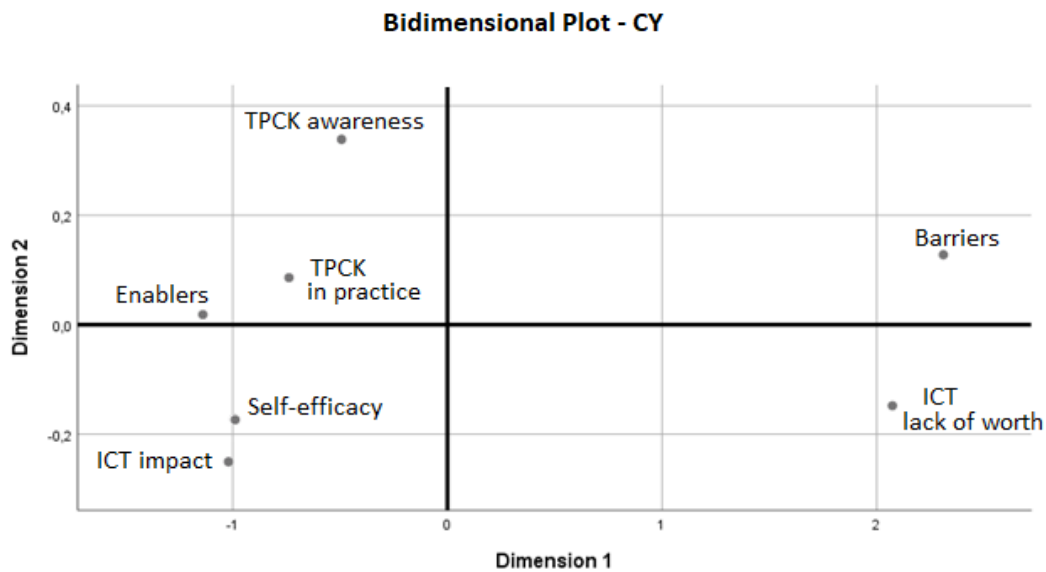 Bidimensional Plot - CY
0,4
TPCK awareness
0,2
Barriers
TPCK
in practice
Enablers
0,0
Dimension 2
Self-efficacy
ICT
lack of worth
-0,2
ICT impact
-1
0
1
2
Dimension 1